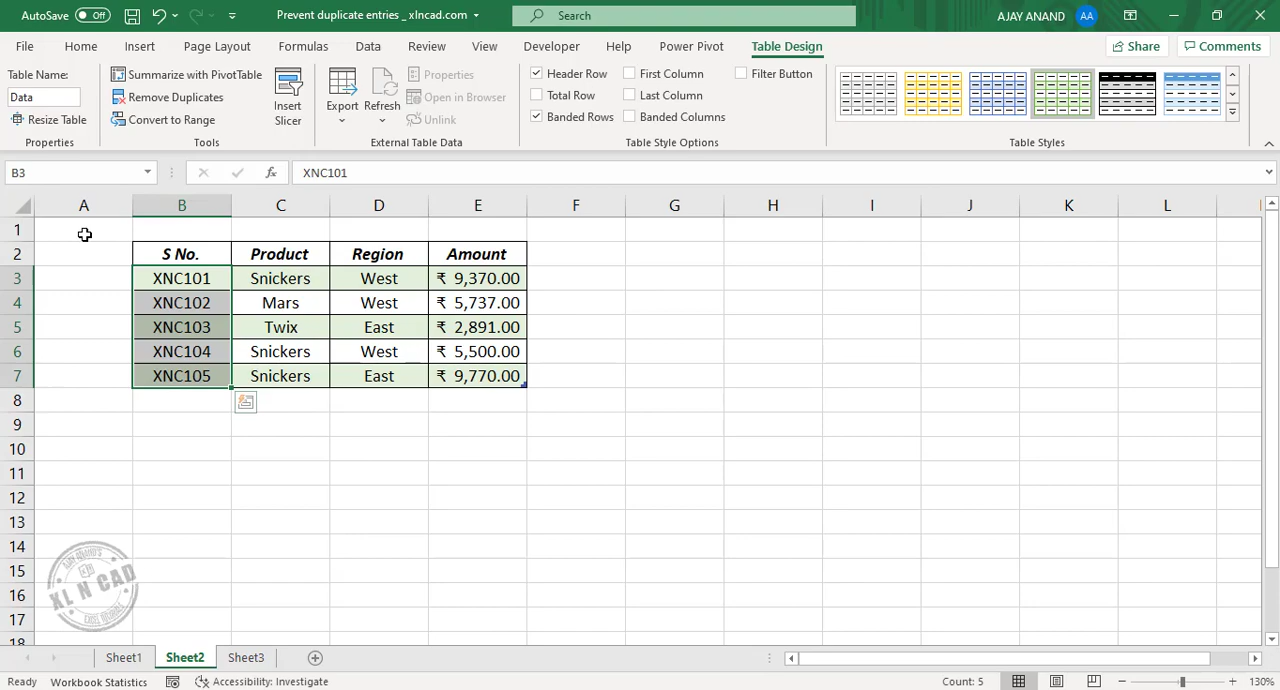 AutoSave Off Prevent duplicate entries _ xlncad.com Search AJAY ANAND AA
File Home Insert Page Layout Formulas Data Review View Developer Help Power Pivot Table Design Share Comments
Table Name:
Data
Resize Table
Properties
Summarize with PivotTable
Remove Duplicates
Convert to Range
Insert Slicer
Tools
Export Refresh
Properties
Open in Browser
Unlink
External Table Data
Header Row First Column Filter Button
Total Row Last Column
Banded Rows Banded Columns
Table Style Options
Table Styles
B3 fx XNC101
A B C D E F G H I J K L
1
2 S No. Product Region Amount
3 XNC101 Snickers West ₹ 9,370.00
4 XNC102 Mars West ₹ 5,737.00
5 XNC103 Twix East ₹ 2,891.00
6 XNC104 Snickers West ₹ 5,500.00
7 XNC105 Snickers East ₹ 9,770.00
8
9
10
11
12
13
14
15
16
17
18
AJAY ANAND'S
XL N CAD
Sheet1 Sheet2 Sheet3
Ready Workbook Statistics Accessibility: Investigate Count: 5 130%